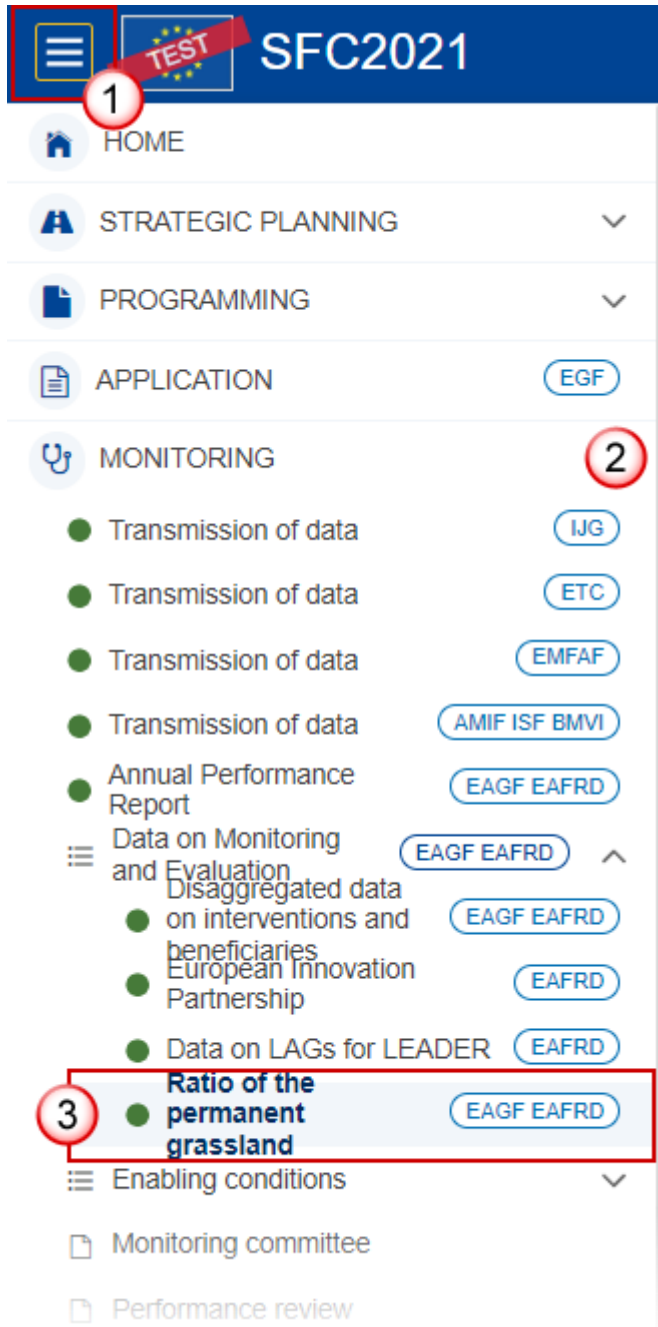 TEST
SFC2021
1
HOME
STRATEGIC PLANNING
PROGRAMMING
APPLICATION EGF
MONITORING 2
Transmission of data IJG
Transmission of data ETC
Transmission of data EMFAF
Transmission of data AMIF ISF BMVI
Annual Performance
Report
EAGF EAFRD
Data on Monitoring
and Evaluation
EAGF EAFRD
Disaggregated data
on interventions and
beneficiaries
EAGF EAFRD
European Innovation
Partnership
EAFRD
Data on LAGs for LEADER EAFRD
3
Ratio of the
permanent
grassland
EAGF EAFRD
Enabling conditions
Monitoring committee
Performance review